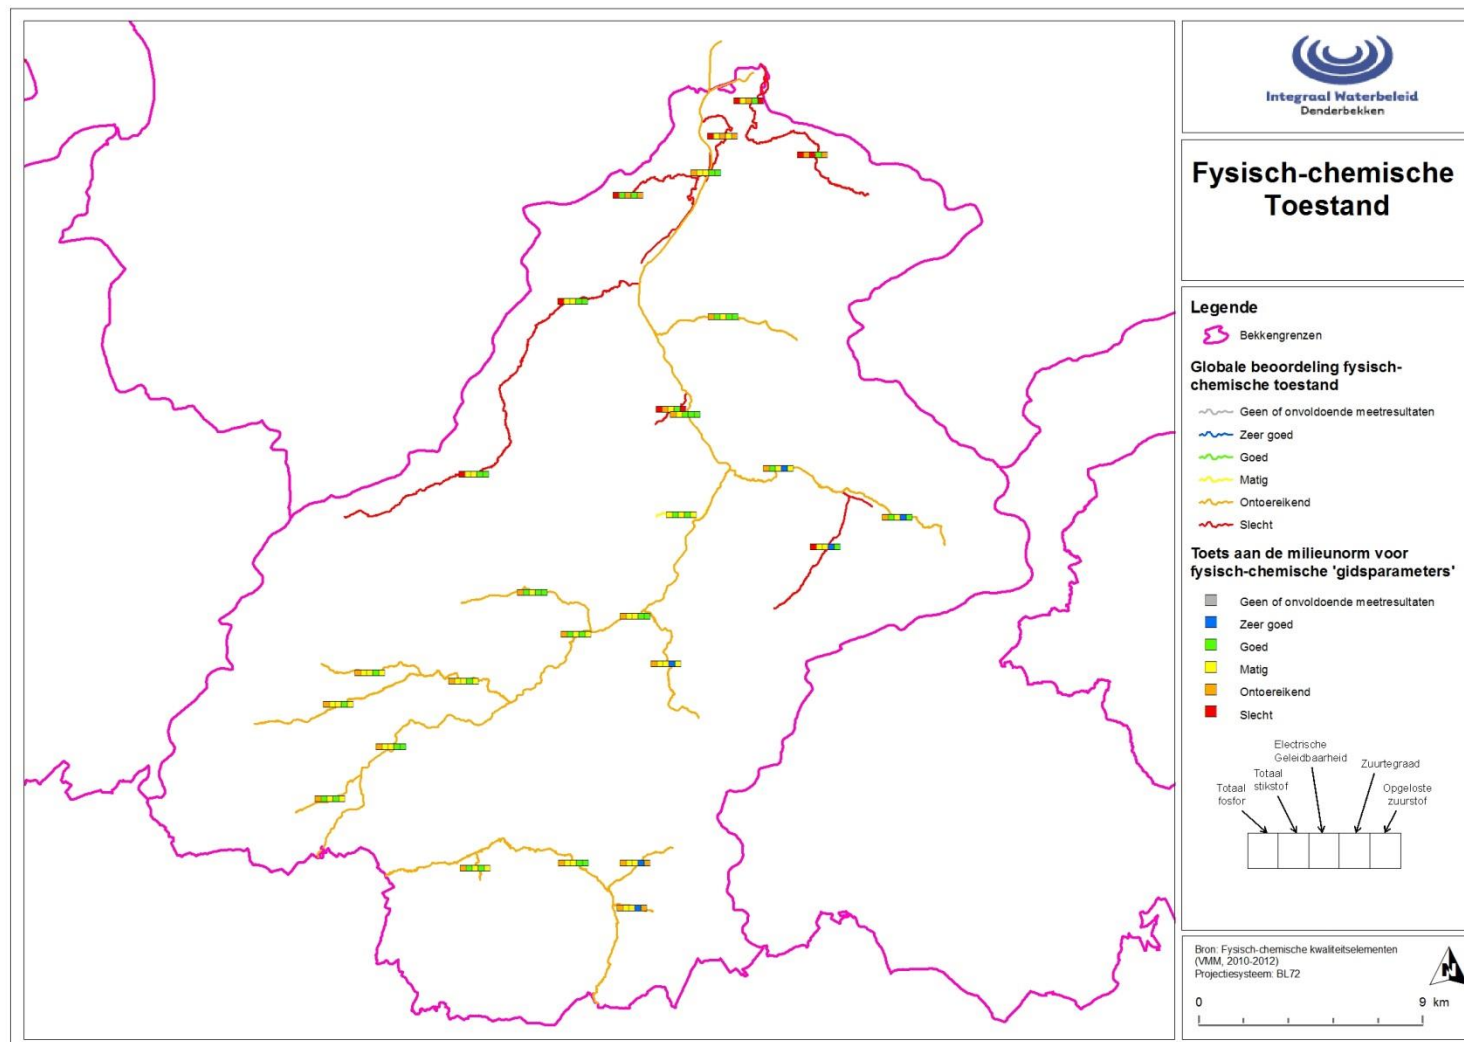 Integraal Waterbeleid
Denderbekken
Fysisch-chemische
Toestand
Legende
Bekkengrenzen
Globale beoordeling fysisch-
chemische toestand
Geen of onvoldoende meetresultaten
Zeer goed
Goed
Matig
Ontoereikend
Slecht
Toets aan de milieunorm voor
fysisch-chemische 'gidsparameters'
Geen of onvoldoende meetresultaten
Zeer goed
Goed
Matig
Ontoereikend
Slecht
Totaal
fosfor
Totaal
stikstof
Electrische
Geleidbaarheid
Zuurtegraad
Opgeloste
zuurstof
Bron: Fysisch-chemische kwaliteitselementen
(VMM, 2010-2012)
Projectiesysteem: BL72
N
0 9 km